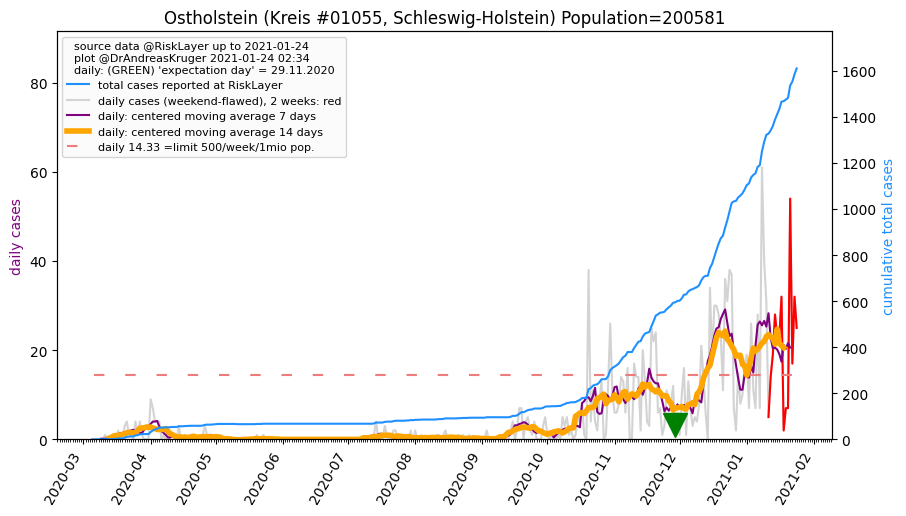 Ostholstein (Kreis #01055, Schleswig-Holstein) Population=200581
source data @RiskLayer up to 2021-01-24
plot @DrAndreasKruger 2021-01-24 02:34
daily: (GREEN) 'expectation day' = 29.11.2020
total cases reported at RiskLayer
daily cases (weekend-flawed), 2 weeks: red
daily: centered moving average 7 days
daily: centered moving average 14 days
daily 14.33 =limit 500/week/1mio pop.
daily cases
80
60
40
20
0
cumulative total cases
1600
1400
1200
1000
800
600
400
200
0
2020-03
2020-04
2020-05
2020-06
2020-07
2020-08
2020-09
2020-10
2020-11
2020-12
2021-01
2021-02